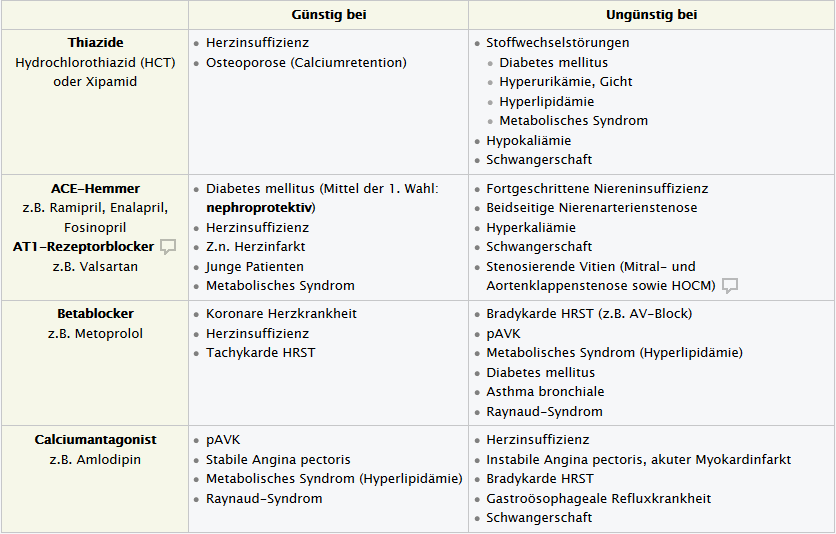 Günstig bei
Ungünstig bei
Thiazide
Hydrochlorothiazid (HCT)
oder Xipamid
Herzinsuffizienz
Osteoporose (Calciumretention)
Stoffwechselstörungen
Diabetes mellitus
Hyperurikämie, Gicht
Hyperlipidämie
Metabolisches Syndrom
Hypokaliämie
Schwangerschaft
ACE-Hemmer
z.B. Ramipril, Enalapril,
Fosinopril
AT1-Rezeptorblocker
z.B. Valsartan
Diabetes mellitus (Mittel der 1. Wahl:
nephroprotektiv)
Herzinsuffizienz
Z.n. Herzinfarkt
Junge Patienten
Metabolisches Syndrom
Fortgeschrittene Niereninsuffizienz
Beidseitige Nierenarterienstenose
Hyperkaliämie
Schwangerschaft
Stenosierende Vitien (Mitral- und
Aortenklappenstenose sowie HOCM)
Betablocker
z.B. Metoprolol
Koronare Herzkrankheit
Herzinsuffizienz
Tachykarde HRST
Bradykarde HRST (z.B. AV-Block)
pAVK
Metabolisches Syndrom (Hyperlipidämie)
Diabetes mellitus
Asthma bronchiale
Raynaud-Syndrom
Calciumantagonist
z.B. Amlodipin
pAVK
Stabile Angina pectoris
Metabolisches Syndrom (Hyperlipidämie)
Raynaud-Syndrom
Herzinsuffizienz
Instabile Angina pectoris, akuter Myokardinfarkt
Bradykarde HRST
Gastroösophageale Refluxkrankheit
Schwangerschaft